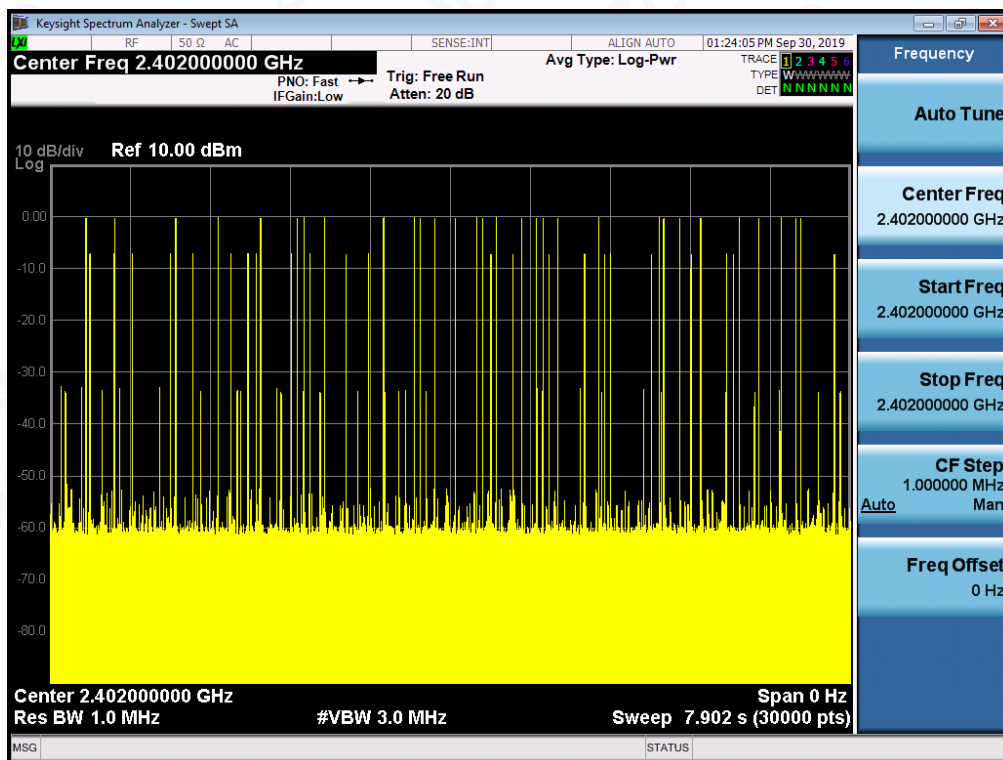 Keysight Spectrum Analyzer - Swept SA
LXI RF 50 Ω AC SENSE:INT ALIGN AUTO 01:24:05 PM Sep 30, 2019
Center Freq 2.402000000 GHz
PNO: Fast
IFGain:Low
Trig: Free Run
Atten: 20 dB
Avg Type: Log-Pwr
TRACE 1 2 3 4 5 6
TYPE WWWWWW
DET N N N N N N
10 dB/div Ref 10.00 dBm
Log
0.00
-10.0
-20.0
-30.0
-40.0
-50.0
-60.0
-70.0
-80.0
Center 2.402000000 GHz Span 0 Hz
Res BW 1.0 MHz #VBW 3.0 MHz Sweep 7.902 s (30000 pts)
MSG STATUS
Frequency
Auto Tune
Center Freq
2.402000000 GHz
Start Freq
2.402000000 GHz
Stop Freq
2.402000000 GHz
CF Step
1.000000 MHz
Auto Man
Freq Offset
0 Hz